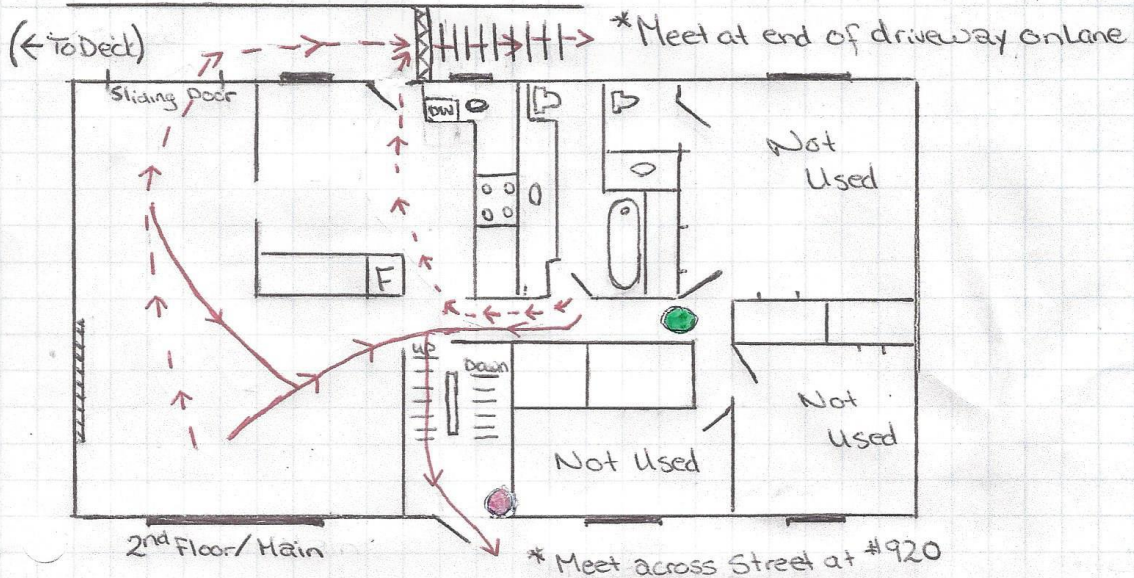 (← To Deck)
*Meet at end of driveway on Lane
Sliding Door
DW
Not
Used
F
UP
Down
Not Used
Not
Used
2nd Floor/Main
* Meet across Street at #920